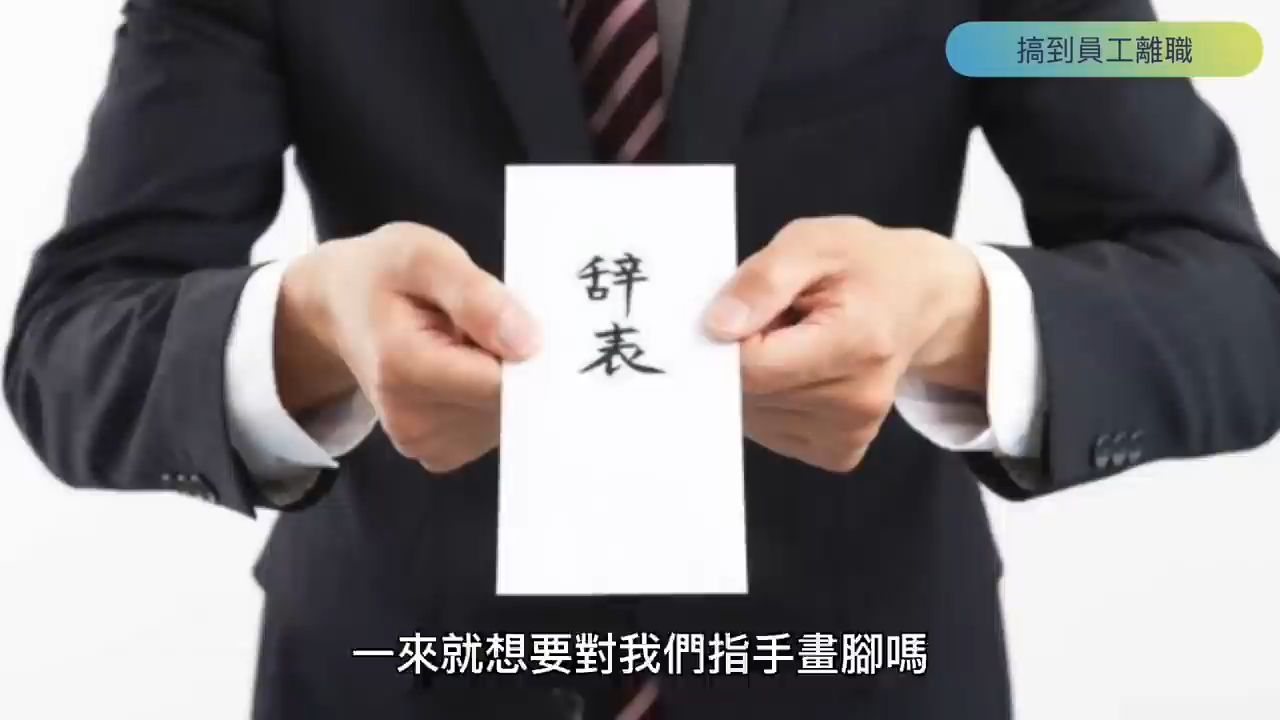 搞到員工離職
辞
表
一來就想要對我們指手畫腳嗎